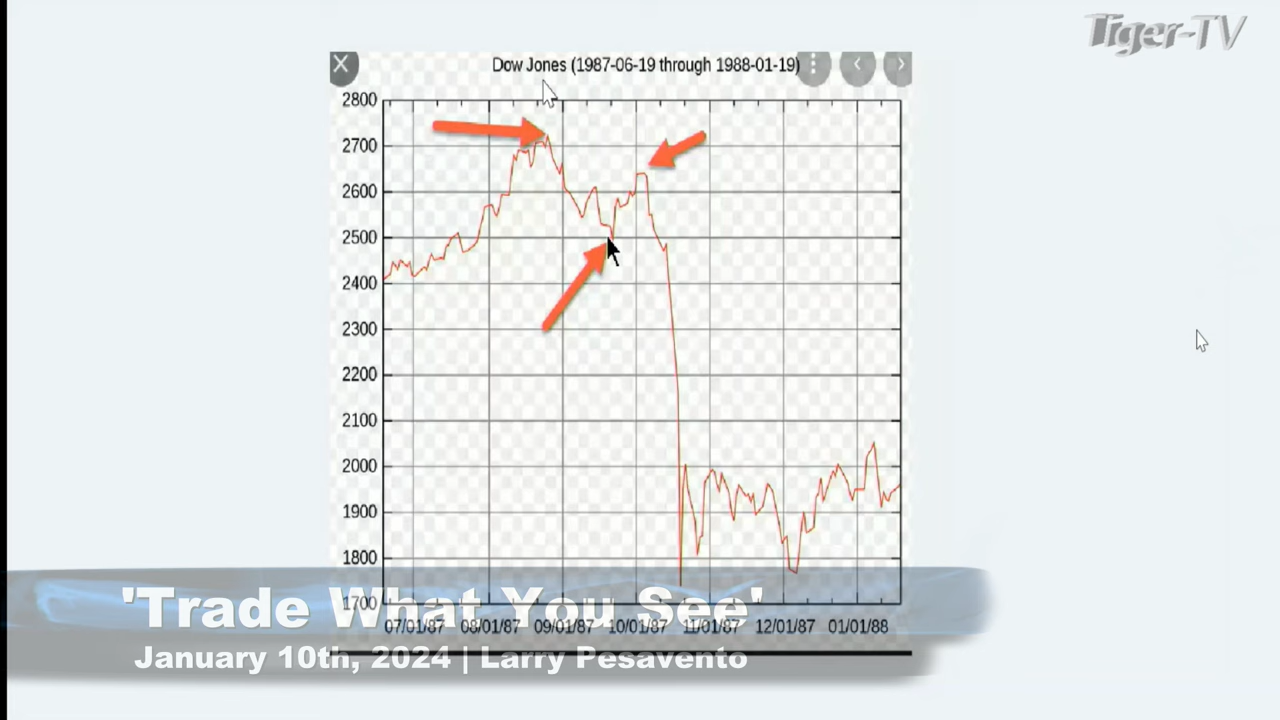 Tiger-TV
Dow Jones (1987-06-19 through 1988-01-19)
2800
2700
2600
2500
2400
2300
2200
2100
2000
1900
1800
1700
07/01/87 08/01/87 09/01/87 10/01/87 11/01/87 12/01/87 01/01/88
'Trade What You See'
January 10th, 2024 | Larry Pesavento